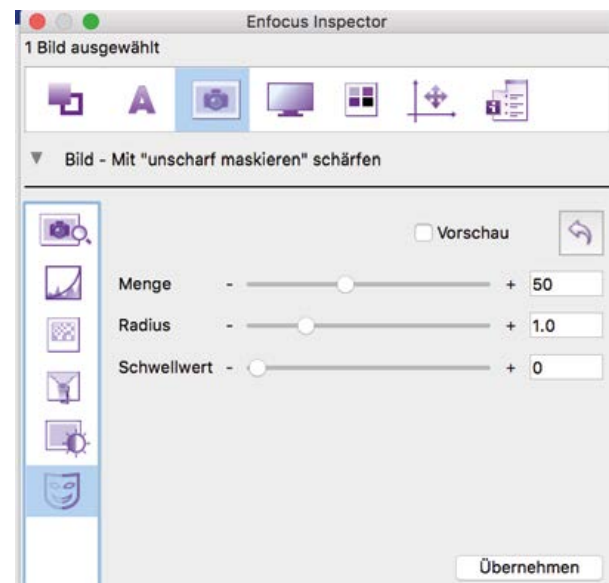 Enfocus Inspector
1 Bild ausgewählt
A
▼ Bild - Mit "unscharf maskieren" schärfen
Vorschau
Menge - + 50
Radius - + 1.0
Schwellwert - + 0
Übernehmen